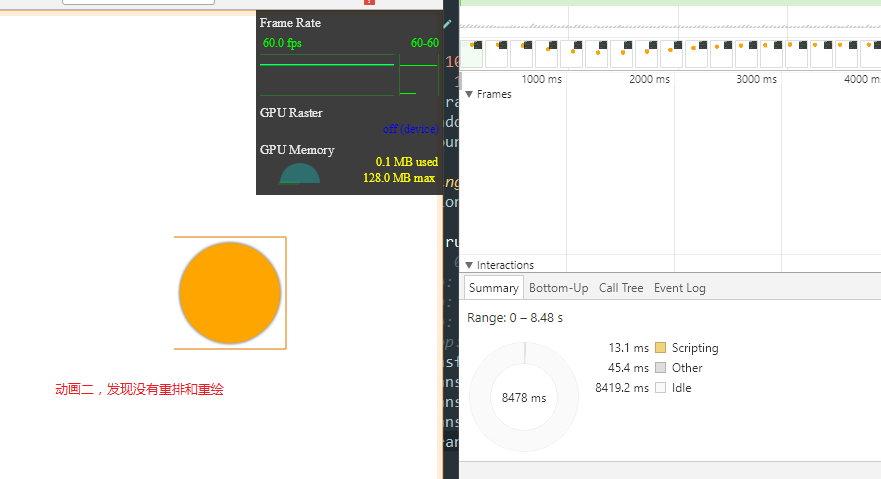 Frame Rate
60.0 fps 60-60
GPU Raster
off (device)
GPU Memory
0.1 MB used
128.0 MB max
动画二，发现没有重排和重绘
1000 ms 2000 ms 3000 ms 4000 ms
Frames
Interactions
Summary Bottom-Up Call Tree Event Log
Range: 0 – 8.48 s
13.1 ms Scripting
45.4 ms Other
8419.2 ms Idle
8478 ms